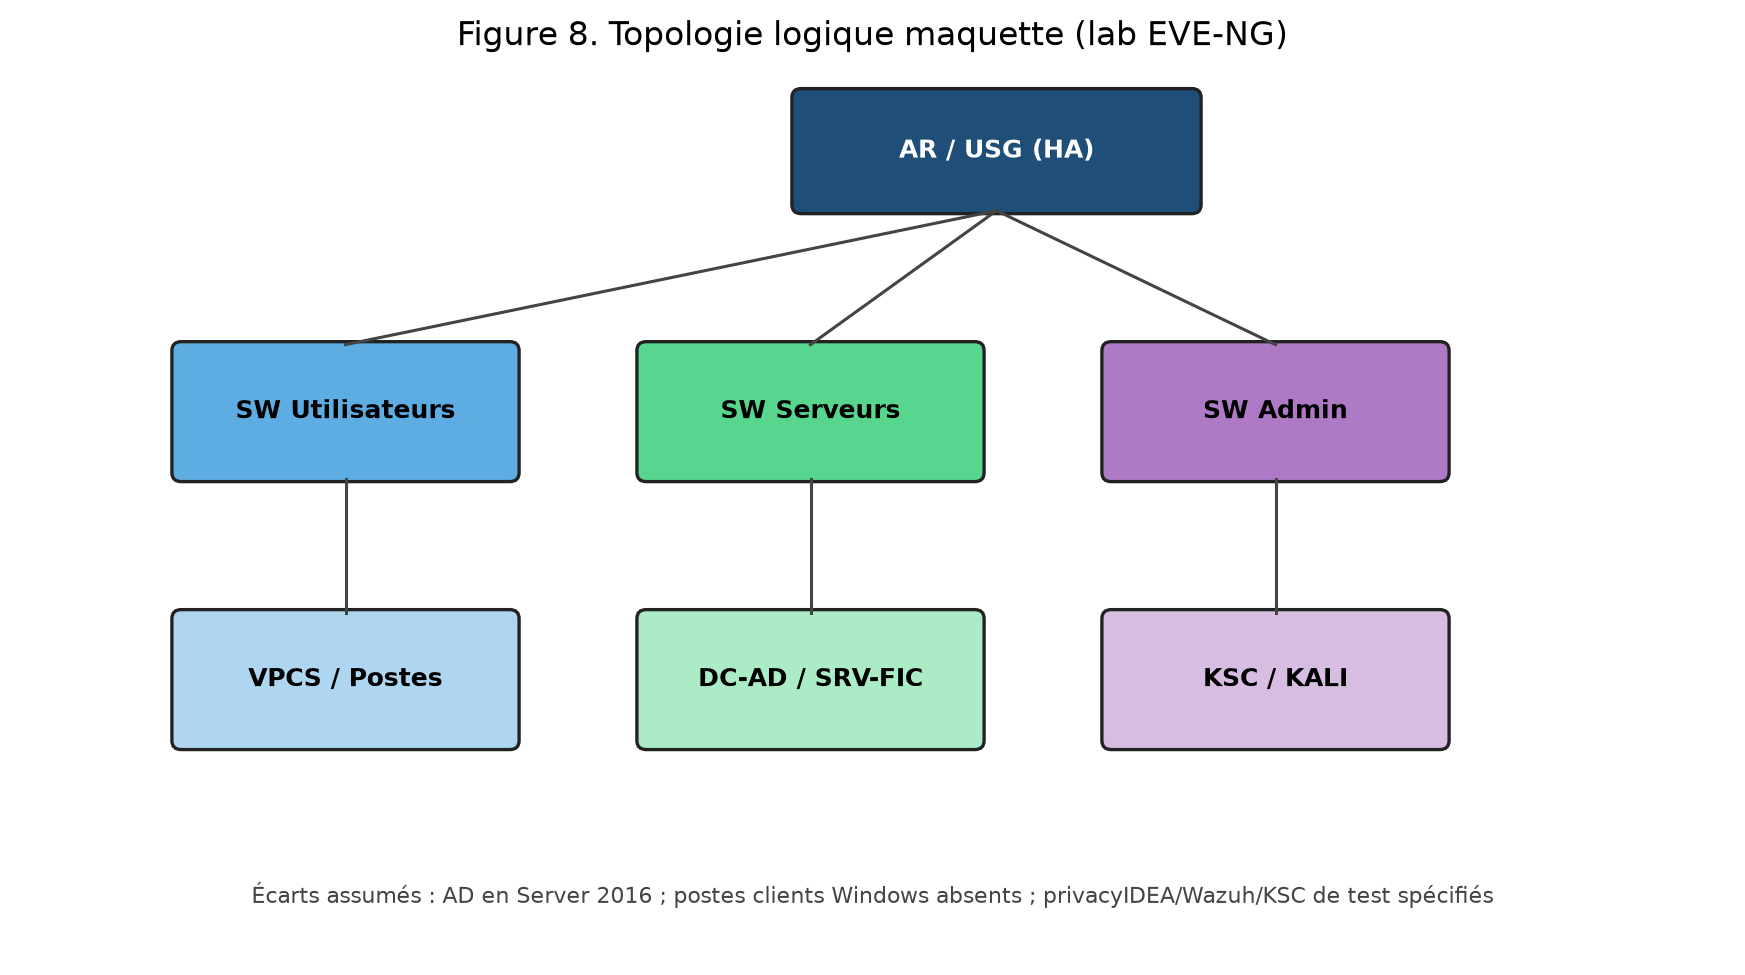 Figure 8. Topologie logique maquette (lab EVE-NG)
AR / USG (HA)
SW Utilisateurs
SW Serveurs
SW Admin
VPCS / Postes
DC-AD / SRV-FIC
KSC / KALI
Écarts assumés : AD en Server 2016 ; postes clients Windows absents ; privacyIDEA/Wazuh/KSC de test spécifiés